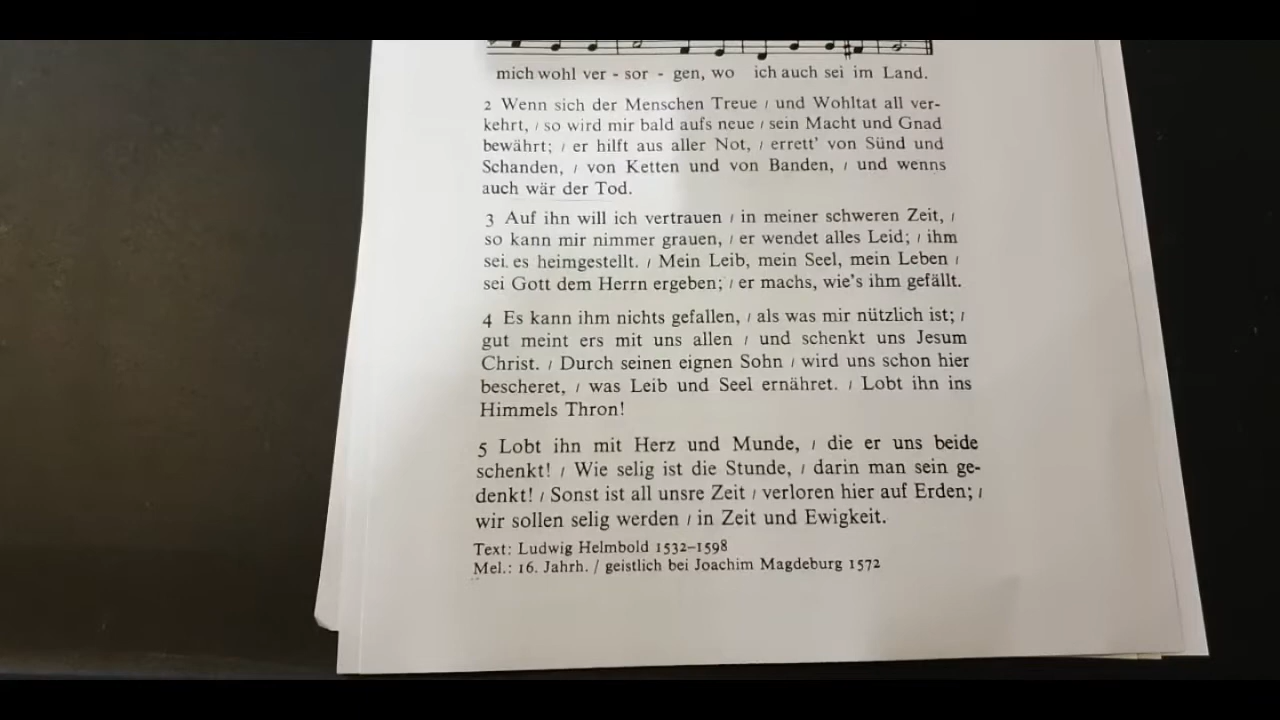 mich wohl ver - sor - gen, wo ich auch sei im Land.
2 Wenn sich der Menschen Treue / und Wohltat all ver-
kehrt, / so wird mir bald aufs neue / sein Macht und Gnad
bewährt; / er hilft aus aller Not, / errett' von Sünd und
Schanden, / von Ketten und von Banden, / und wenns
auch wär der Tod.
3 Auf ihn will ich vertrauen / in meiner schweren Zeit, /
so kann mir nimmer grauen, / er wendet alles Leid; / ihm
sei es heimgestellt. / Mein Leib, mein Seel, mein Leben /
sei Gott dem Herrn ergeben; / er machs, wie's ihm gefällt.
4 Es kann ihm nichts gefallen, / als was mir nützlich ist; /
gut meint ers mit uns allen / und schenkt uns Jesum
Christ. / Durch seinen eignen Sohn / wird uns schon hier
bescheret, / was Leib und Seel ernähret. / Lobt ihn ins
Himmels Thron!
5 Lobt ihn mit Herz und Munde, / die er uns beide
schenkt! / Wie selig ist die Stunde, / darin man sein ge-
denkt! / Sonst ist all unsre Zeit / verloren hier auf Erden; /
wir sollen selig werden / in Zeit und Ewigkeit.
Text: Ludwig Helmbold 1532–1598
Mel.: 16. Jahrh. / geistlich bei Joachim Magdeburg 1572